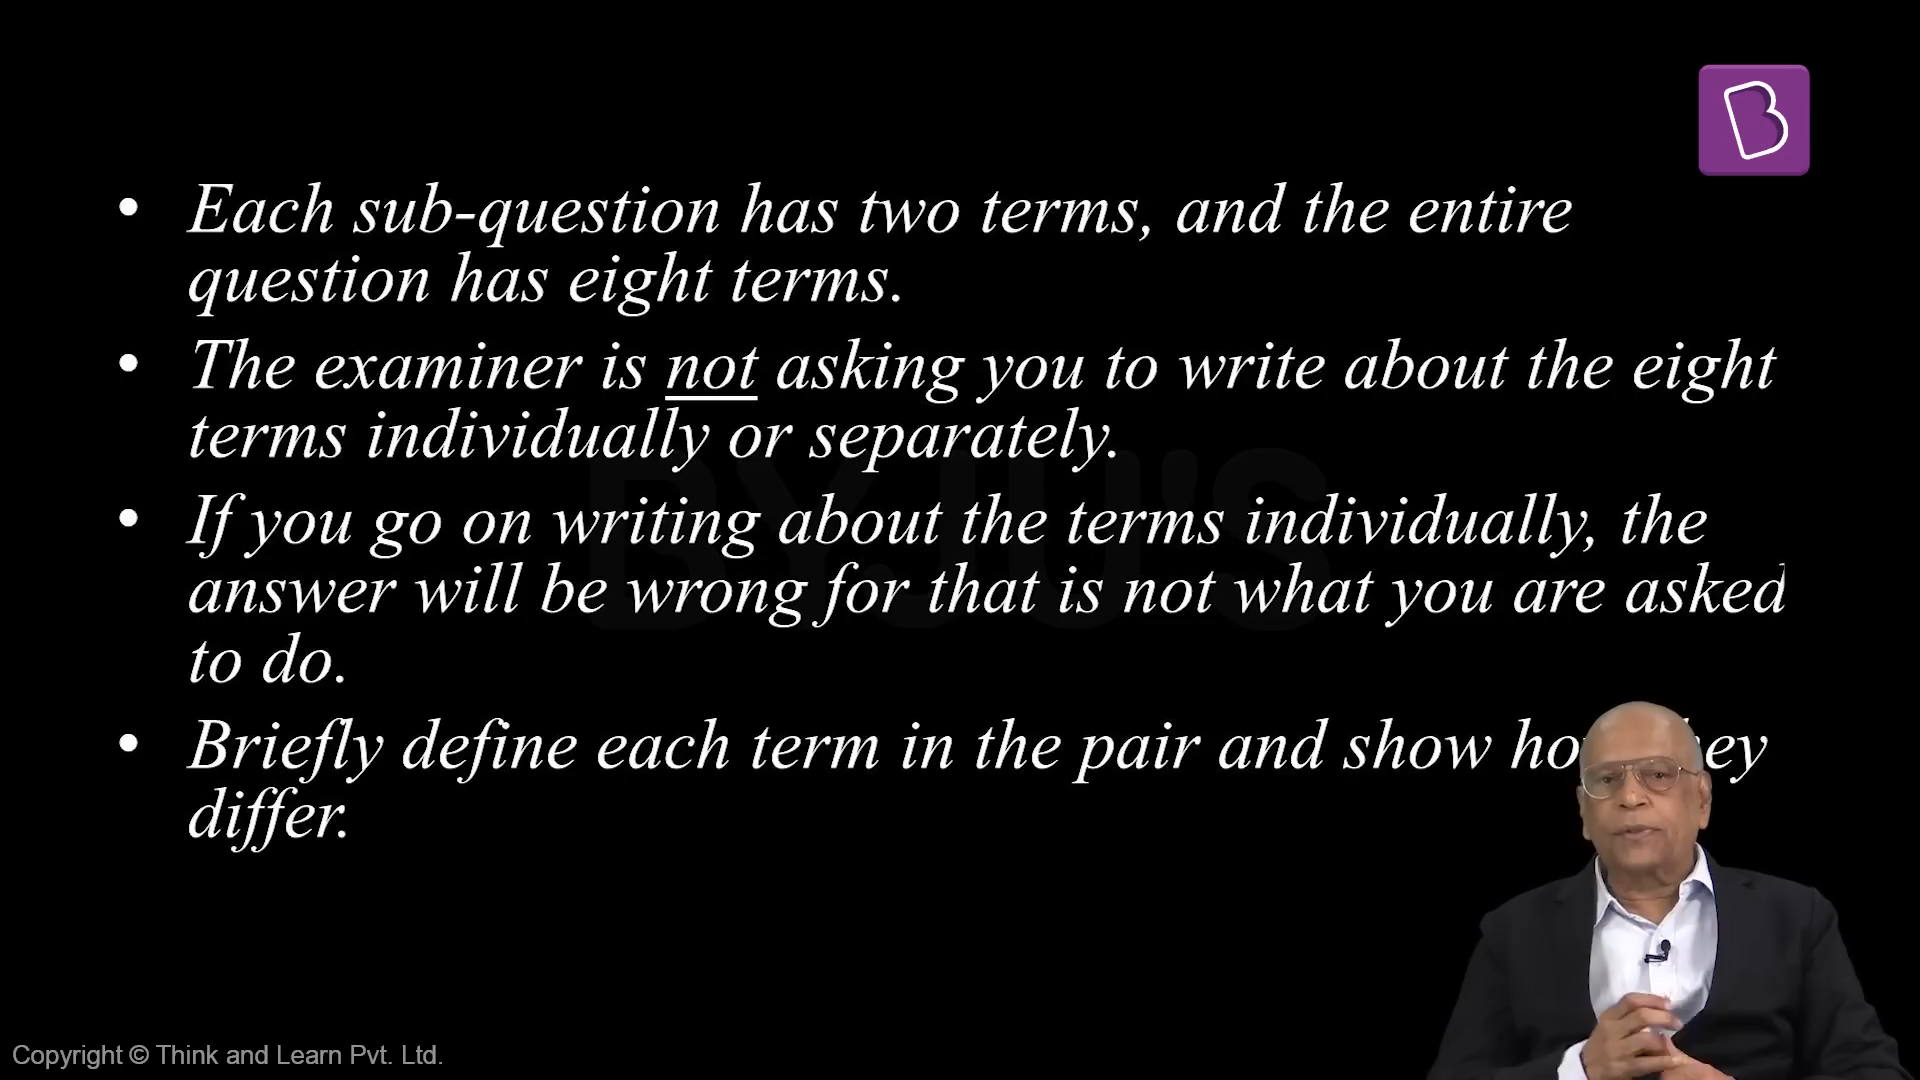 • Each sub-question has two terms, and the entire
question has eight terms.
• The examiner is not asking you to write about the eight
terms individually or separately.
• If you go on writing about the terms individually, the
answer will be wrong for that is not what you are asked
to do.
• Briefly define each term in the pair and show
differ.
BYJU'S
Copyright © Think and Learn Pvt. Ltd.